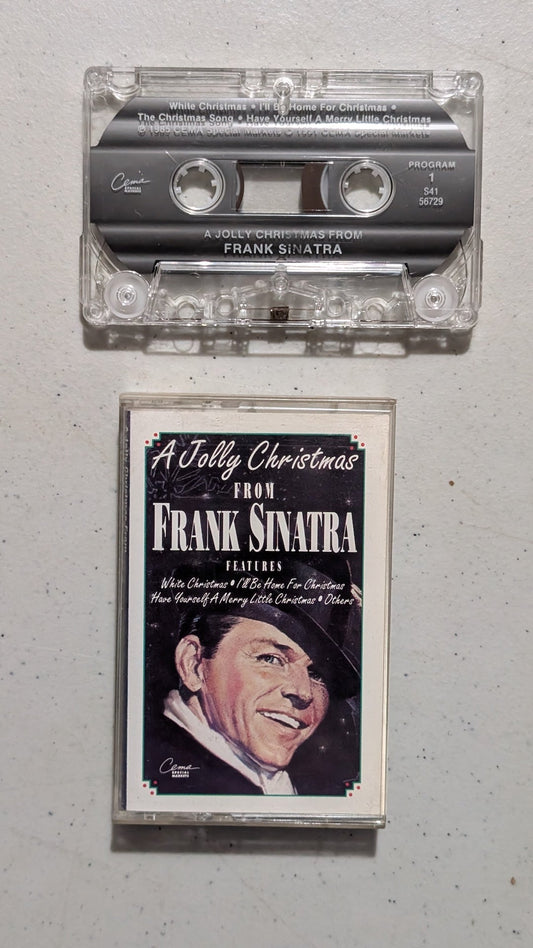 White Christmas • I'll Be Home For Christmas •
The Christmas Song • Have Yourself A Merry Little Christmas
℗ 1985 CEMA Special Markets © 1991 CEMA Special Markets
Cema
SPECIAL
MARKETS
PROGRAM
1
S41
56729
A JOLLY CHRISTMAS FROM
FRANK SINATRA
A Jolly Christmas
FROM
FRANK SINATRA
FEATURES
White Christmas • I'll Be Home For Christmas
Have Yourself A Merry Little Christmas • Others
Cema
SPECIAL
MARKETS